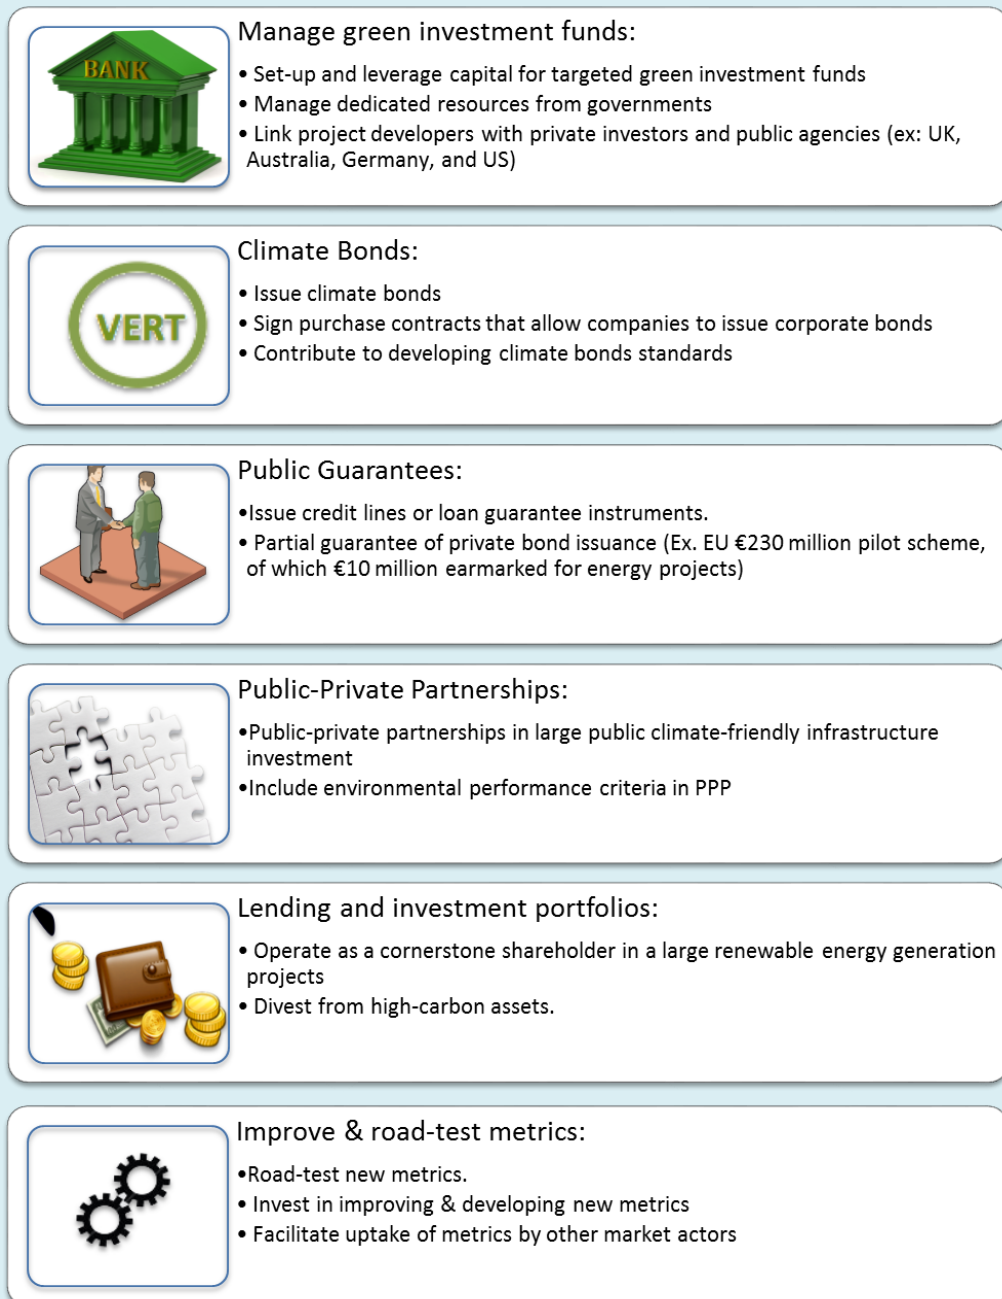 Manage green investment funds:
BANK
• Set-up and leverage capital for targeted green investment funds
• Manage dedicated resources from governments
• Link project developers with private investors and public agencies (ex: UK,
Australia, Germany, and US)
Climate Bonds:
VERT
• Issue climate bonds
• Sign purchase contracts that allow companies to issue corporate bonds
• Contribute to developing climate bonds standards
Public Guarantees:
•Issue credit lines or loan guarantee instruments.
• Partial guarantee of private bond issuance (Ex. EU €230 million pilot scheme,
of which €10 million earmarked for energy projects)
Public-Private Partnerships:
•Public-private partnerships in large public climate-friendly infrastructure
investment
•Include environmental performance criteria in PPP
Lending and investment portfolios:
• Operate as a cornerstone shareholder in a large renewable energy generation
projects
• Divest from high-carbon assets.
Improve & road-test metrics:
•Road-test new metrics.
• Invest in improving & developing new metrics
• Facilitate uptake of metrics by other market actors